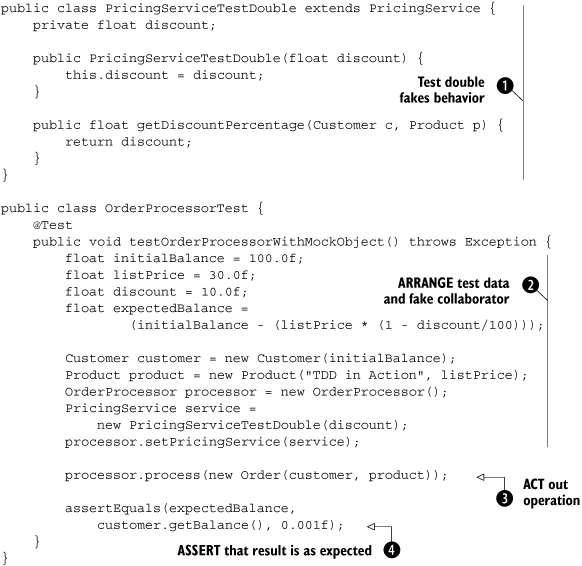 public class PricingServiceTestDouble extends PricingService {
private float discount;
public PricingServiceTestDouble(float discount) {
this.discount = discount;
}
Test double
fakes behavior
1
public float getDiscountPercentage(Customer c, Product p) {
return discount;
}
}
public class OrderProcessorTest {
@Test
public void testOrderProcessorWithMockObject() throws Exception {
float initialBalance = 100.0f;
float listPrice = 30.0f;
float discount = 10.0f;
float expectedBalance =
(initialBalance - (listPrice * (1 - discount/100)));
ARRANGE test data
and fake collaborator
2
Customer customer = new Customer(initialBalance);
Product product = new Product("TDD in Action", listPrice);
OrderProcessor processor = new OrderProcessor();
PricingService service =
new PricingServiceTestDouble(discount);
processor.setPricingService(service);
processor.process(new Order(customer, product));
3
ACT out
operation
assertEquals(expectedBalance,
customer.getBalance(), 0.001f);
}
ASSERT that result is as expected 4
}